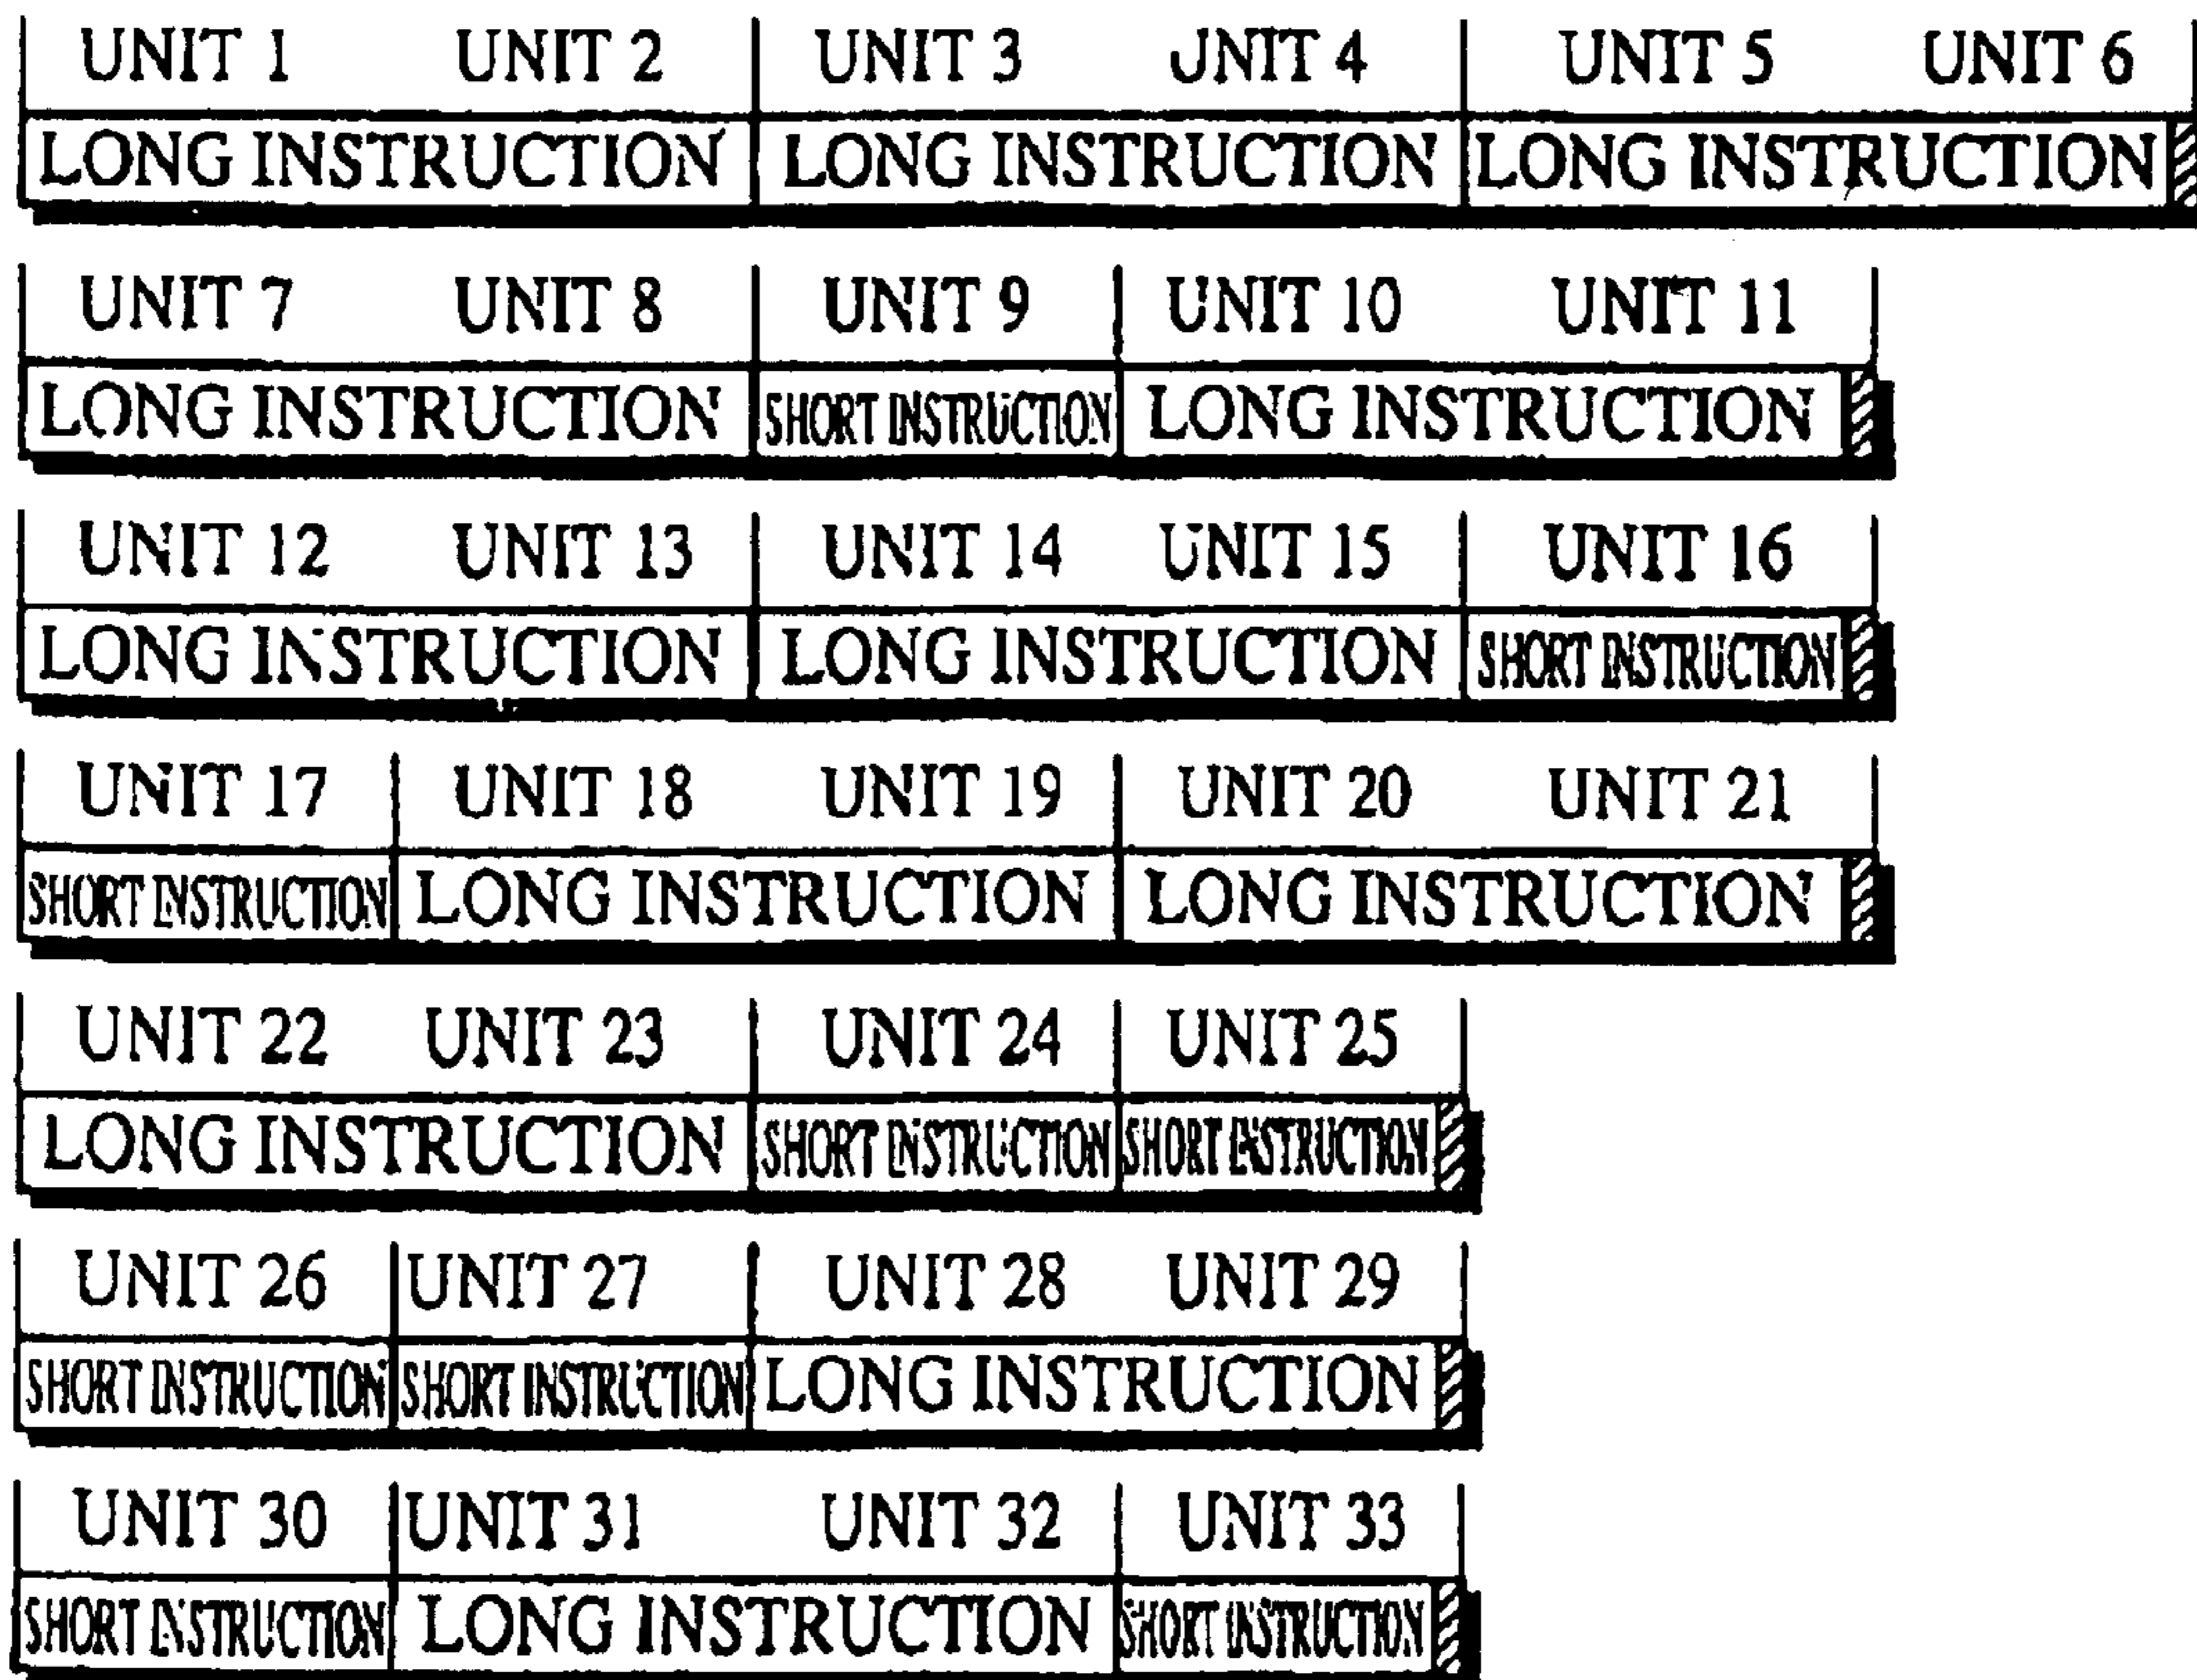 UNIT 1 UNIT 2 UNIT 3 UNIT 4 UNIT 5 UNIT 6
LONG INSTRUCTION LONG INSTRUCTION LONG INSTRUCTION
UNIT 7 UNIT 8 UNIT 9 UNIT 10 UNIT 11
LONG INSTRUCTION SHORT INSTRUCTION LONG INSTRUCTION
UNIT 12 UNIT 13 UNIT 14 UNIT 15 UNIT 16
LONG INSTRUCTION LONG INSTRUCTION SHORT INSTRUCTION
UNIT 17 UNIT 18 UNIT 19 UNIT 20 UNIT 21
SHORT INSTRUCTION LONG INSTRUCTION LONG INSTRUCTION
UNIT 22 UNIT 23 UNIT 24 UNIT 25
LONG INSTRUCTION SHORT INSTRUCTION SHORT INSTRUCTION
UNIT 26 UNIT 27 UNIT 28 UNIT 29
SHORT INSTRUCTION SHORT INSTRUCTION LONG INSTRUCTION
UNIT 30 UNIT 31 UNIT 32 UNIT 33
SHORT INSTRUCTION LONG INSTRUCTION SHORT INSTRUCTION